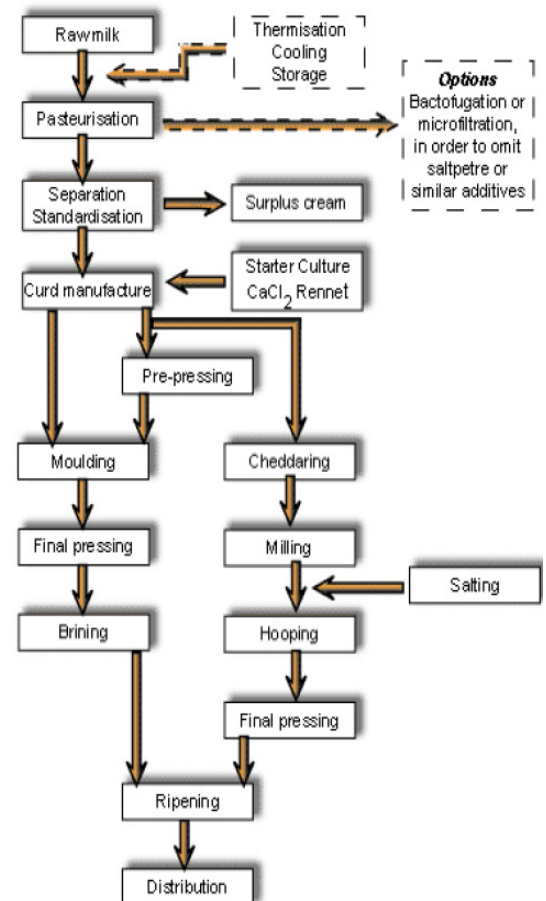 Rawmilk
Thermisation
Cooling
Storage
Pasteurisation
Options
Bactofugation or
microfiltration,
in order to omit
saltpetre or
similar additives
Separation
Standardisation
Surplus cream
Curd manufacture
Starter Culture
CaCl2 Rennet
Pre-pressing
Moulding
Cheddaring
Final pressing
Milling
Salting
Brining
Hooping
Final pressing
Ripening
Distribution